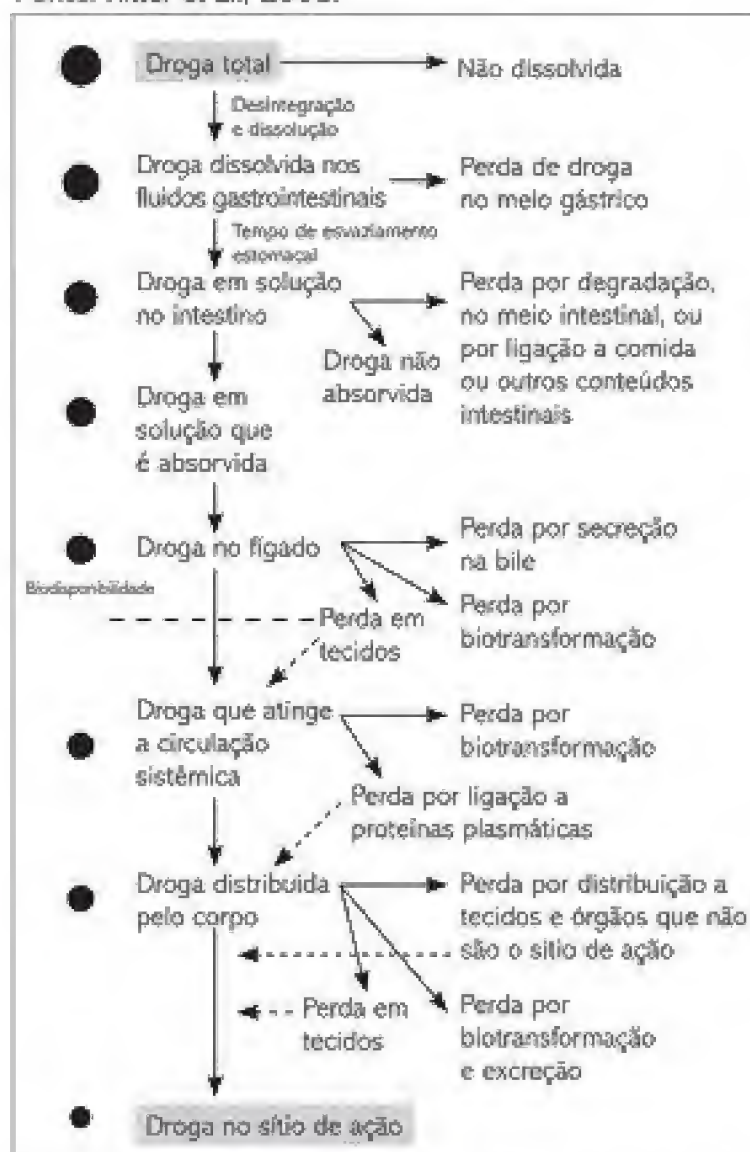 Droga total
Não dissolvida
Desintegração
e dissolução
Droga dissolvida nos
fluidos gastrointestinais
Perda de droga
no meio gástrico
Tempo de esvaziamento
estomacal
Droga em solução
no intestino
Perda por degradação,
no meio intestinal, ou
por ligação a comida
ou outros conteúdos
intestinais
Droga não
absorvida
Droga em
solução que
é absorvida
Droga no fígado
Perda por secreção
na bile
Biodisponibilidade
Perda por
biotransformação
Perda em
tecidos
Droga que atinge
a circulação
sistêmica
Perda por
biotransformação
Perda por ligação a
proteínas plasmáticas
Droga distribuída
pelo corpo
Perda por distribuição a
tecidos e órgãos que não
são o sítio de ação
Perda em
tecidos
Perda por
biotransformação
e excreção
Droga no sítio de ação